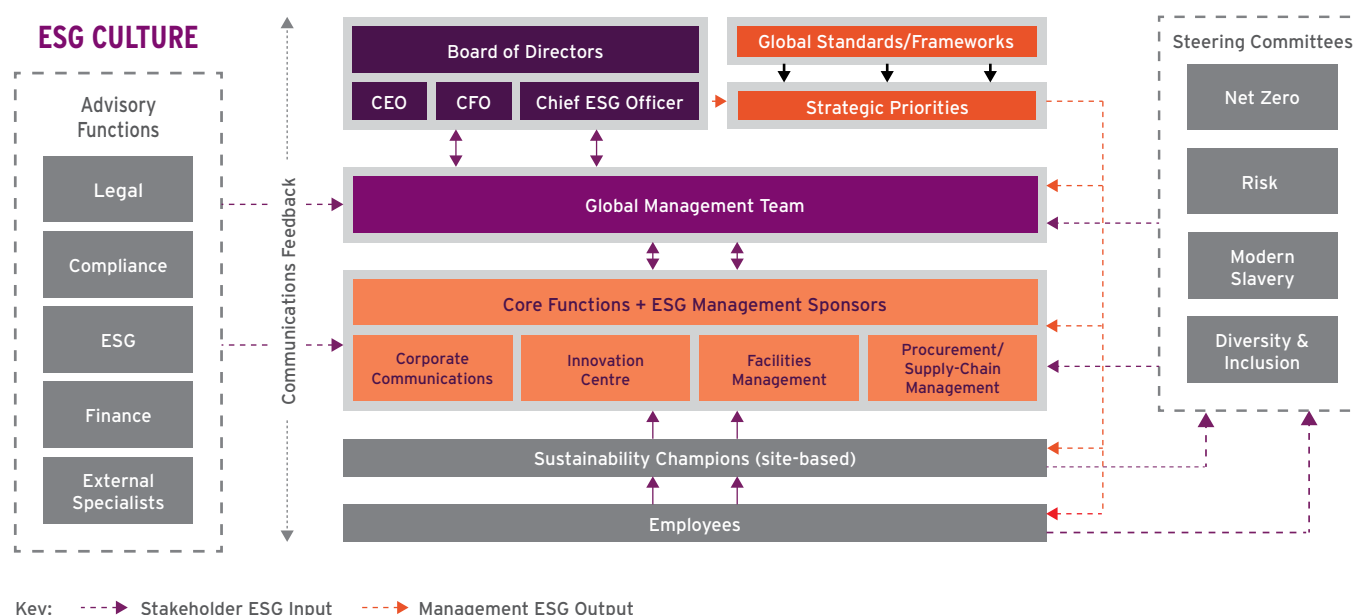 ESG CULTURE
Advisory
Functions
Legal
Compliance
ESG
Finance
External
Specialists
Communications Feedback
Board of Directors
CEO
CFO
Chief ESG Officer
Global Standards/Frameworks
Strategic Priorities
Global Management Team
Core Functions + ESG Management Sponsors
Corporate
Communications
Innovation
Centre
Facilities
Management
Procurement/
Supply-Chain
Management
Sustainability Champions (site-based)
Employees
Steering Committees
Net Zero
Risk
Modern
Slavery
Diversity &
Inclusion
Key: Stakeholder ESG Input Management ESG Output